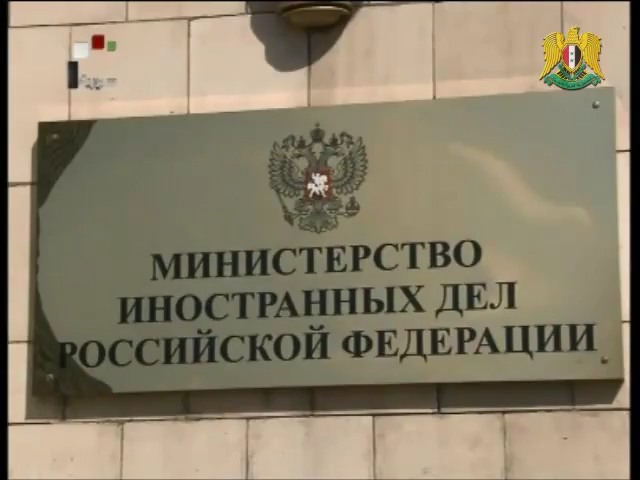 МИНИСТЕРСТВО
ИНОСТРАННЫХ ДЕЛ
РОССИЙСКОЙ ФЕДЕРАЦИИ